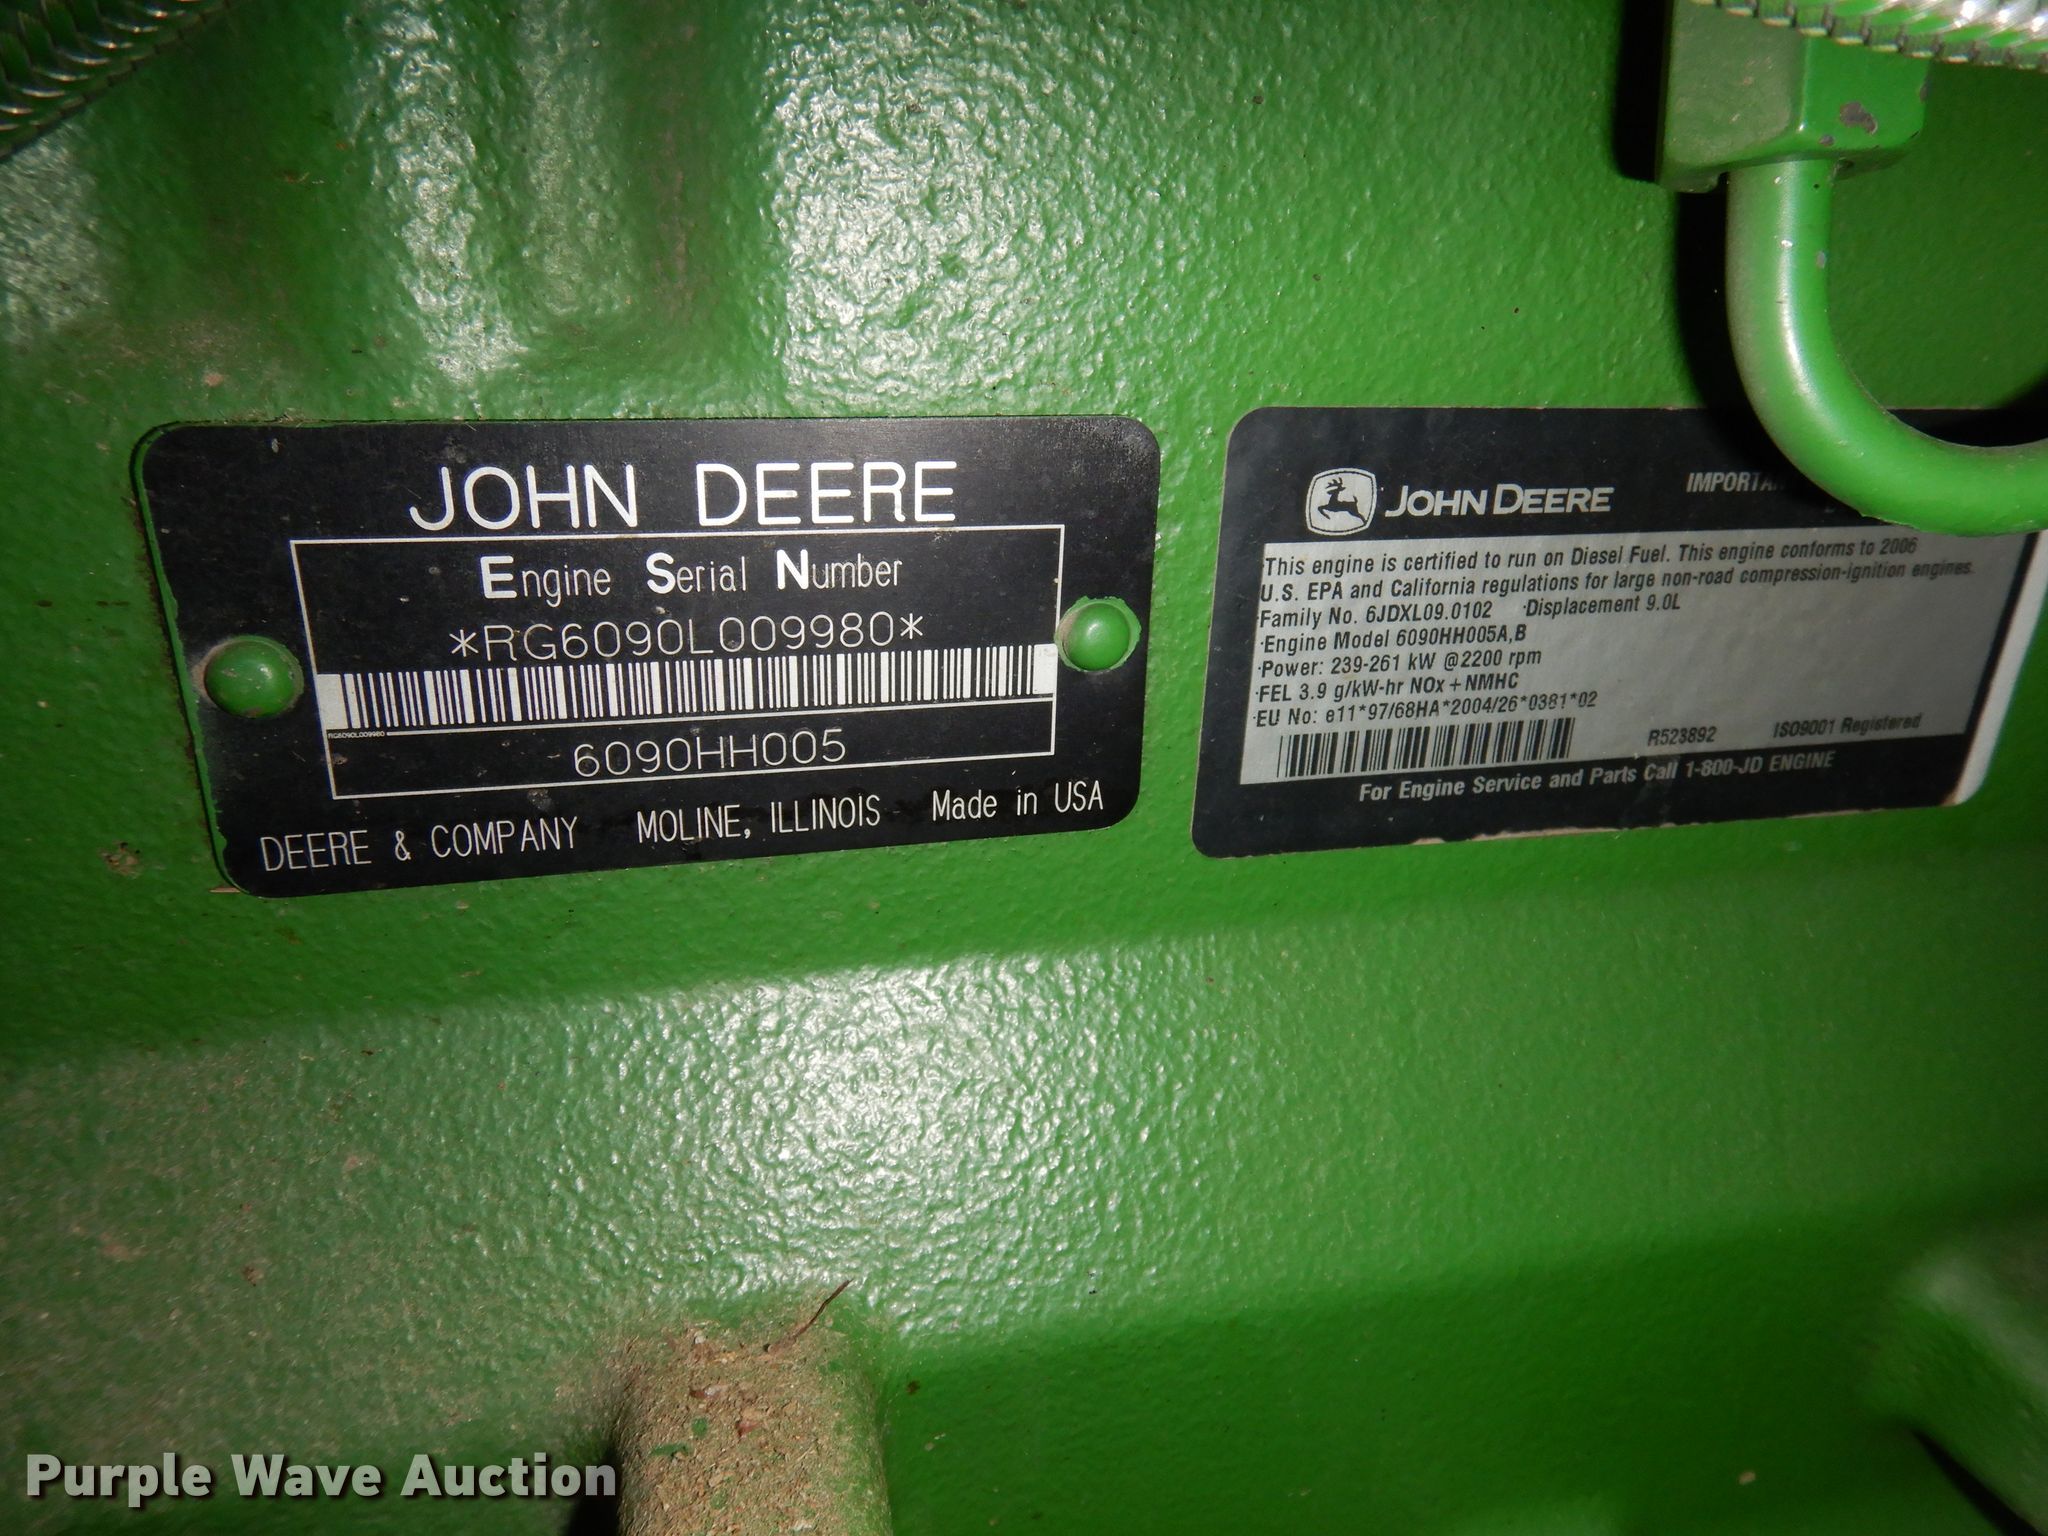 JOHN DEERE
Engine Serial Number
*RG6090L009980*
RG6090L009980
6090HH005
DEERE & COMPANY MOLINE, ILLINOIS Made in USA
JOHN DEERE
This engine is certified to run on Diesel Fuel. This engine conforms to 2006
U.S. EPA and California regulations for large non-road compression-ignition engines.
Family No. 6JDXL09.0102 ·Displacement 9.0L
·Engine Model 6090HH005A,B
·Power: 239-261 kW @2200 rpm
·FEL 3.9 g/kW-hr NOx + NMHC
·EU No: e11*97/68HA*2004/26*0381*02
R523892 ISO9001 Registered
For Engine Service and Parts Call 1-800-JD ENGINE
Purple Wave Auction